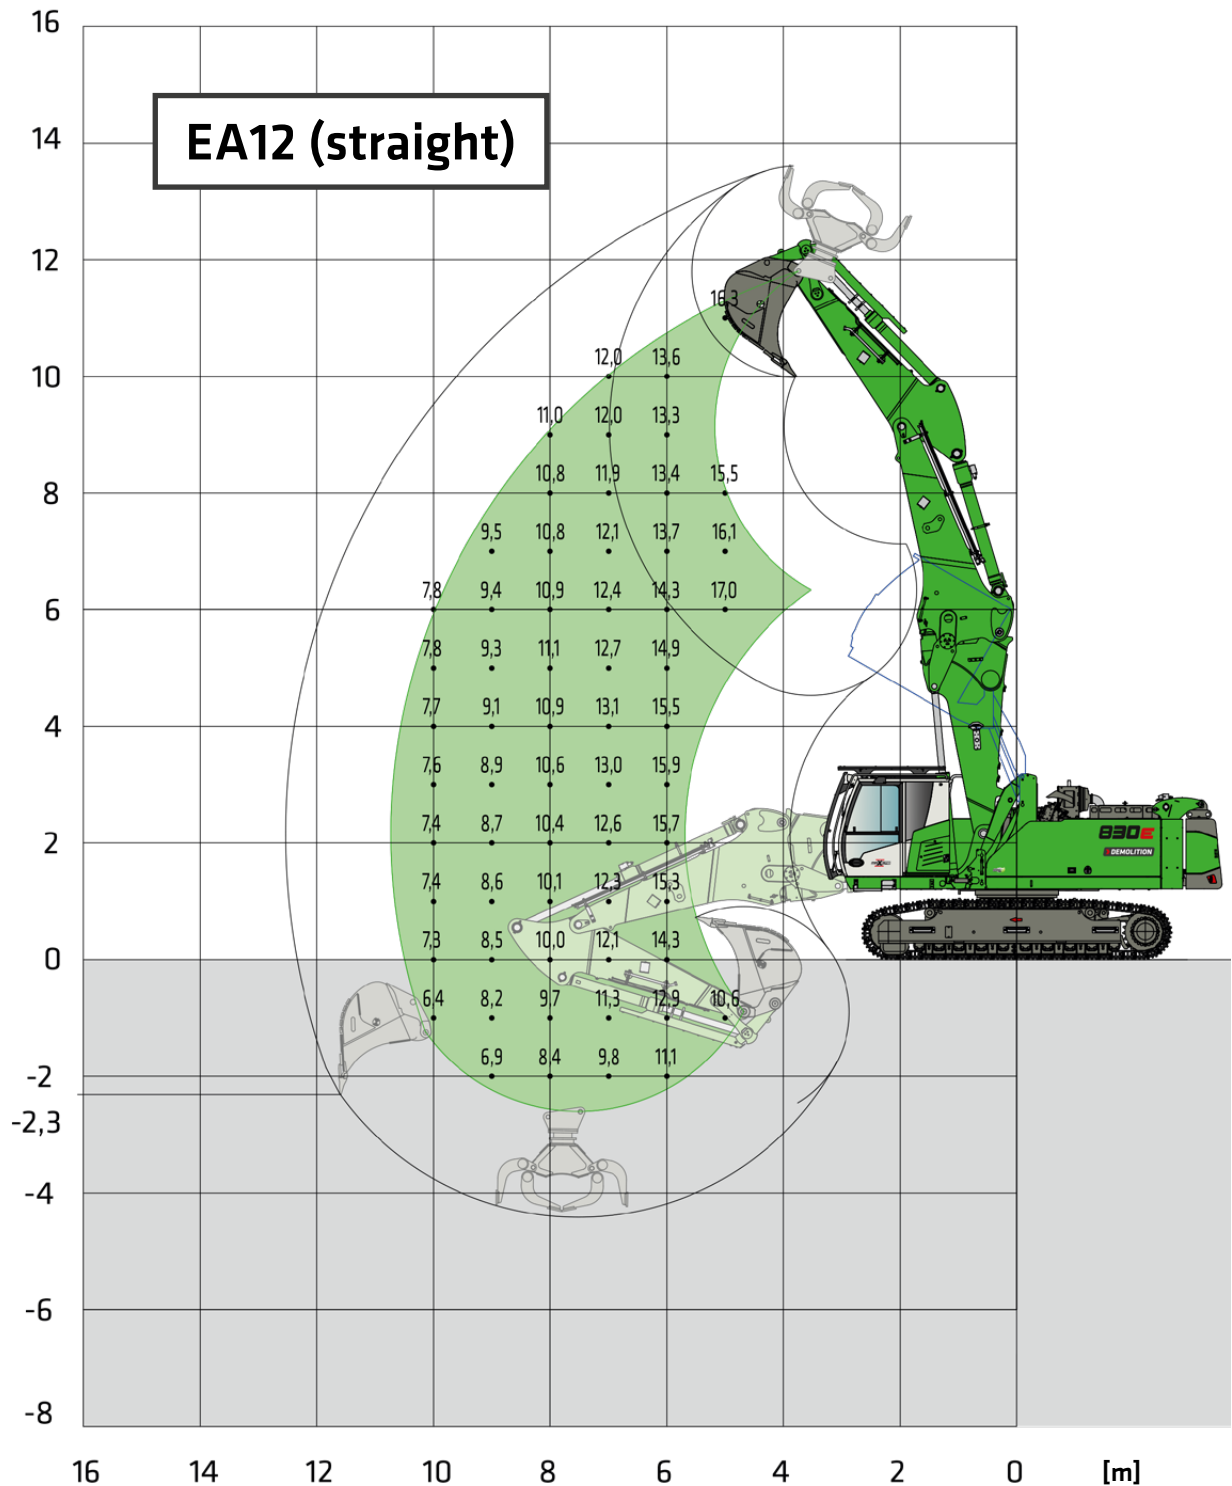 16
14
EA12 (straight)
12
16,3
12,0 13,6
10
11,0 12,0 13,3
10,8 11,9 13,4 15,5
8
9,5 10,8 12,1 13,7 16,1
7,8 9,4 10,9 12,4 14,3 17,0
6
7,8 9,3 11,1 12,7 14,9
7,7 9,1 10,9 13,1 15,5
4
7,6 8,9 10,6 13,0 15,9
7,4 8,7 10,4 12,6 15,7
830E
2
DEMOLITION
7,4 8,6 10,1 12,3 15,3
7,3 8,5 10,0 12,1 14,3
0
6,4 8,2 9,7 11,3 12,9 10,6
6,9 8,4 9,8 11,1
-2
-2,3
-4
-6
-8
16 14 12 10 8 6 4 2 0 [m]